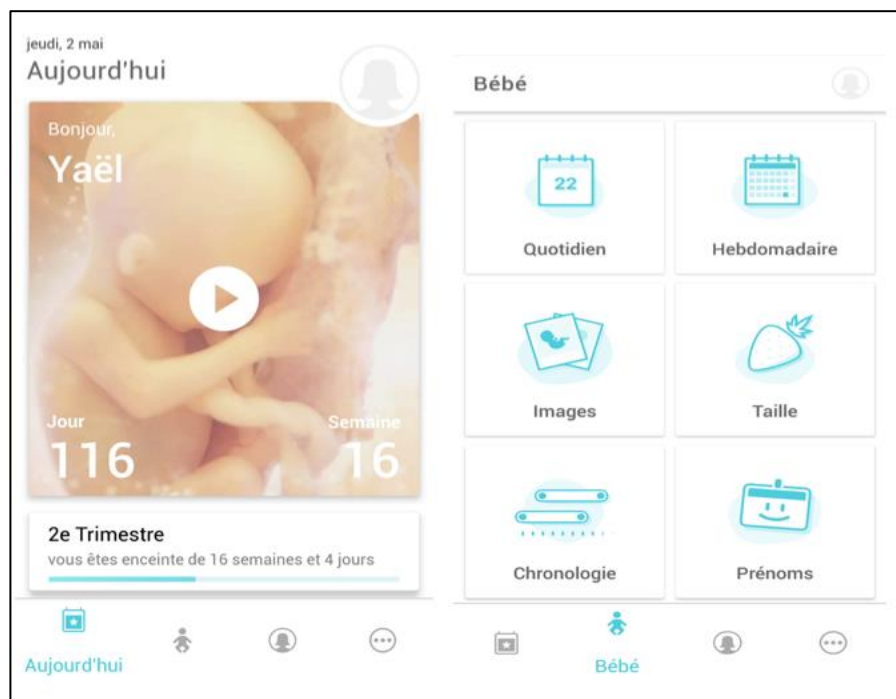 jeudi, 2 mai
Aujourd'hui
Bonjour,
Yaël
Jour
116
Semaine
16
2e Trimestre
vous êtes enceinte de 16 semaines et 4 jours
Aujourd'hui
Bébé
22
Quotidien
Hebdomadaire
Images
Taille
Chronologie
Prénoms
Bébé